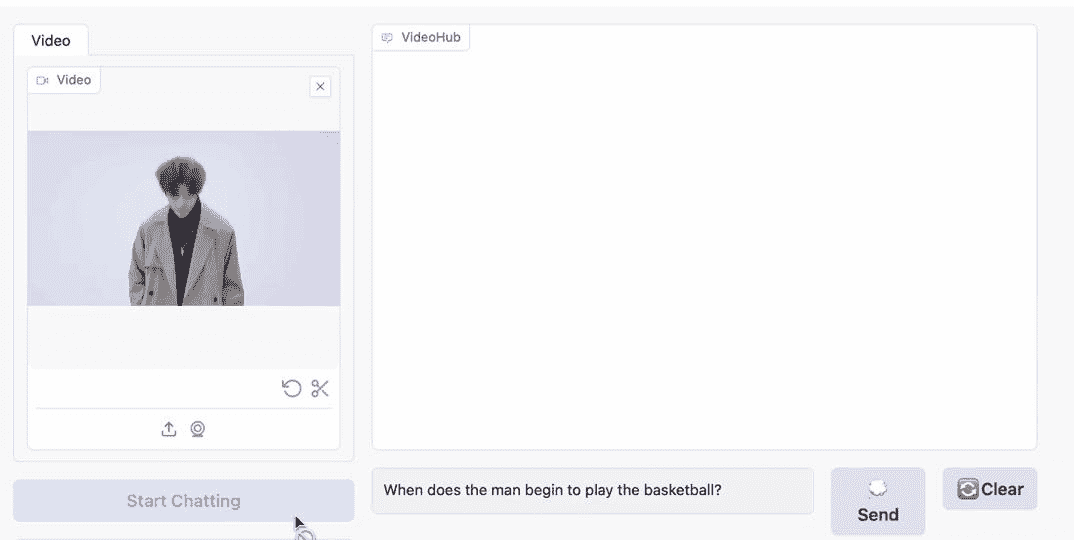 Video
Video
VideoHub
Start Chatting
When does the man begin to play the basketball?
Send
Clear